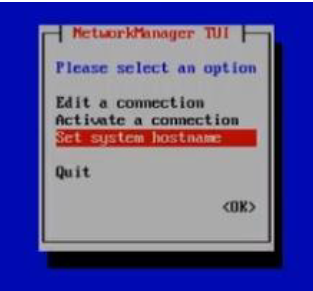 NetworkManager TUI
Please select an option
Edit a connection
Activate a connection
Set system hostname
Quit
<OK>